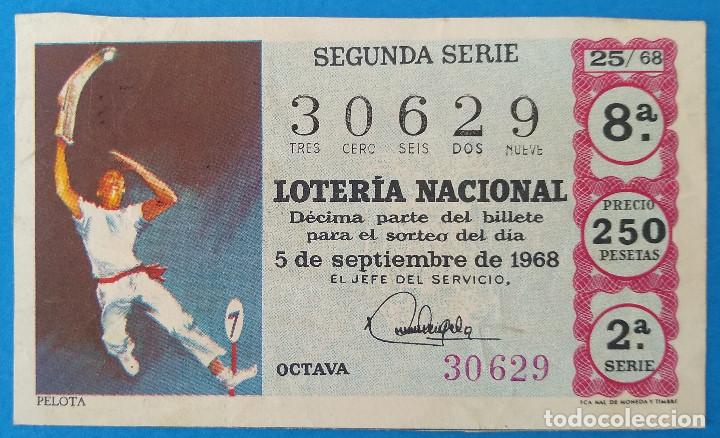 SEGUNDA SERIE
30629
TRES CERO SEIS DOS NUEVE
LOTERÍA NACIONAL
Décima parte del billete
para el sorteo del día
5 de septiembre de 1968
EL JEFE DEL SERVICIO,
OCTAVA
30629
25/68
8ª.
PRECIO
250
PESETAS
2ª.
SERIE
7
PELOTA
FCA NAL DE MONEDA Y TIMBRE
todocoleccion